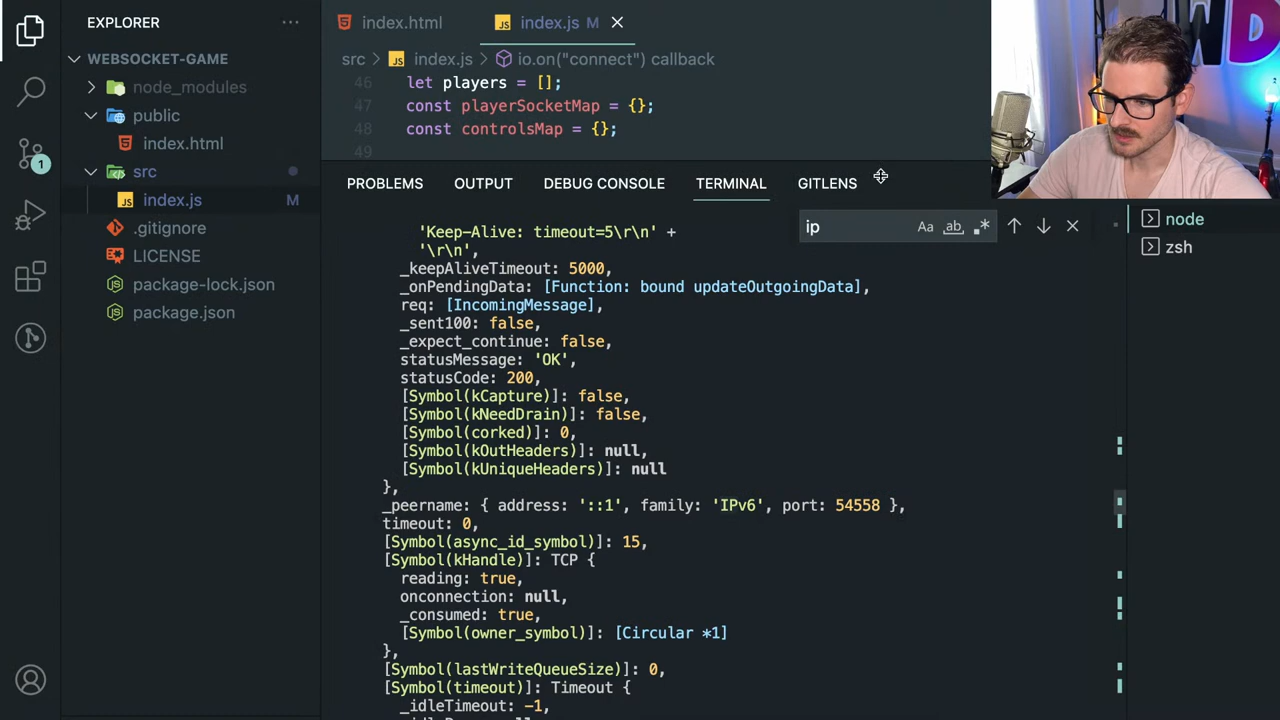 EXPLORER
WEBSOCKET-GAME
node_modules
public
index.html
src
index.js M
.gitignore
LICENSE
package-lock.json
package.json
1
index.html
JS index.js M
src > JS index.js > io.on("connect") callback
46 let players = [];
47 const playerSocketMap = {};
48 const controlsMap = {};
49
PROBLEMS OUTPUT DEBUG CONSOLE TERMINAL GITLENS
ip Aa ab
node
zsh
'Keep-Alive: timeout=5\r\n' +
'\r\n',
_keepAliveTimeout: 5000,
_onPendingData: [Function: bound updateOutgoingData],
req: [IncomingMessage],
_sent100: false,
_expect_continue: false,
statusMessage: 'OK',
statusCode: 200,
[Symbol(kCapture)]: false,
[Symbol(kNeedDrain)]: false,
[Symbol(corked)]: 0,
[Symbol(kOutHeaders)]: null,
[Symbol(kUniqueHeaders)]: null
},
_peername: { address: '::1', family: 'IPv6', port: 54558 },
timeout: 0,
[Symbol(async_id_symbol)]: 15,
[Symbol(kHandle)]: TCP {
reading: true,
onconnection: null,
_consumed: true,
[Symbol(owner_symbol)]: [Circular *1]
},
[Symbol(lastWriteQueueSize)]: 0,
[Symbol(timeout)]: Timeout {
_idleTimeout: -1,